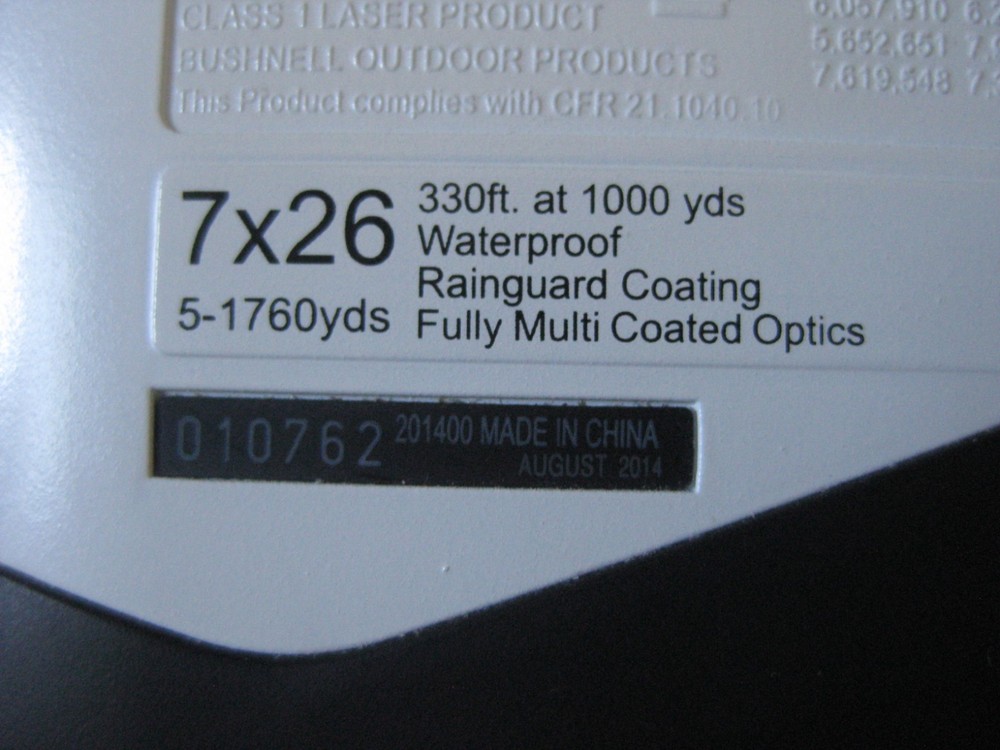 CLASS 1 LASER PRODUCT
BUSHNELL OUTDOOR PRODUCTS
This Product complies with CFR 21.1040.10
6,057,910
5,652,651
7,619,548
7x26
5-1760yds
330ft. at 1000 yds
Waterproof
Rainguard Coating
Fully Multi Coated Optics
010762
201400 MADE IN CHINA
AUGUST 2014